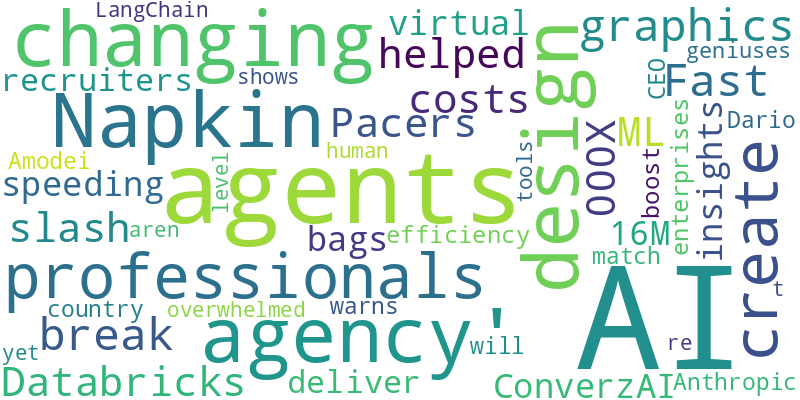 LangChain
changing
virtual
graphics
helped
geniuses
recruiters
shows
CEO
Fast
design
Napkin
costs
Pacers
ML
000X
insights
Dario
human
Amodei
tools
boost
enterprises
create
speeding
level
agents
slash
aren
bags
efficiency
16M
match
professionals
AI
t
country
overwhelmed
warns
break
agency'
will
re
yet
Databricks
deliver
ConverzAI
Anthropic